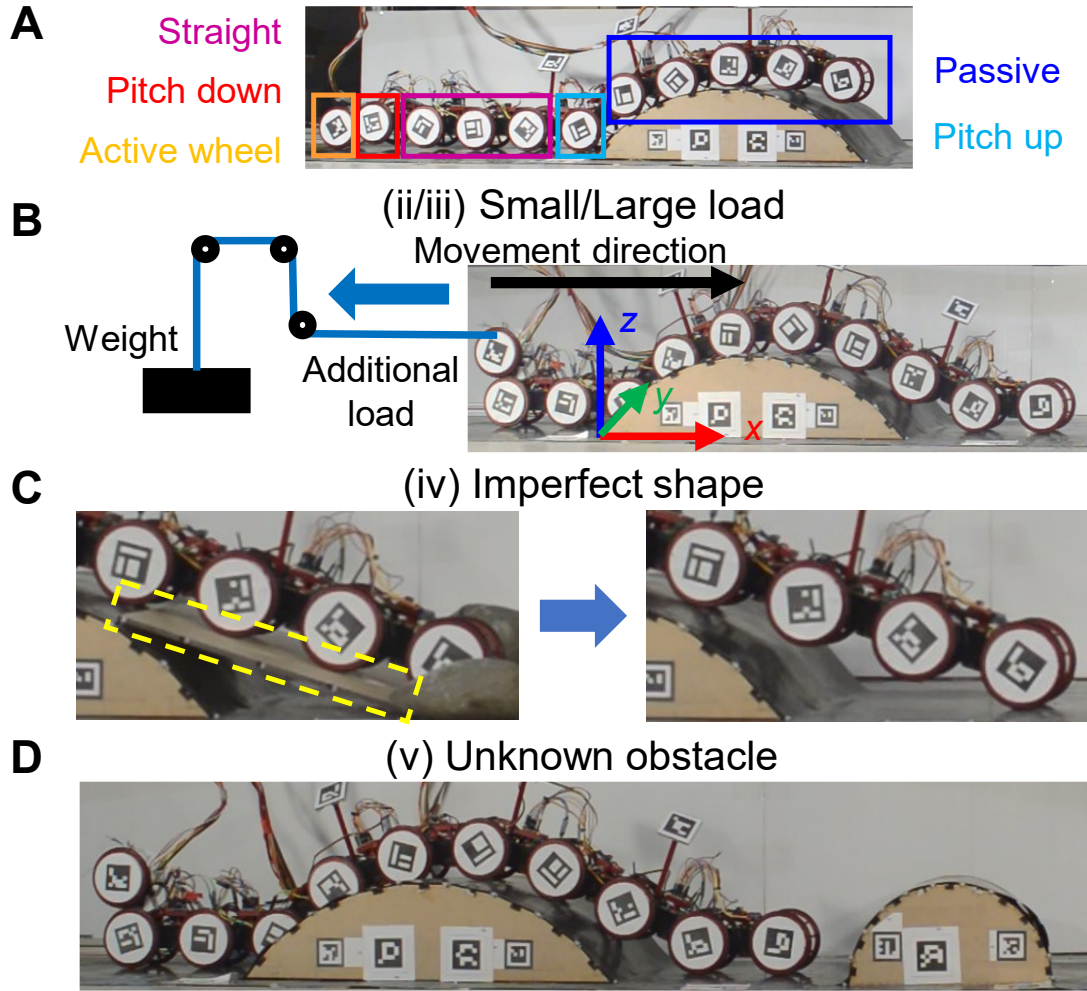 A
Straight
Pitch down
Active wheel
Passive
Pitch up
B
(ii/iii) Small/Large load
Movement direction
Weight
Additional
load
z
y
x
C
(iv) Imperfect shape
D
(v) Unknown obstacle